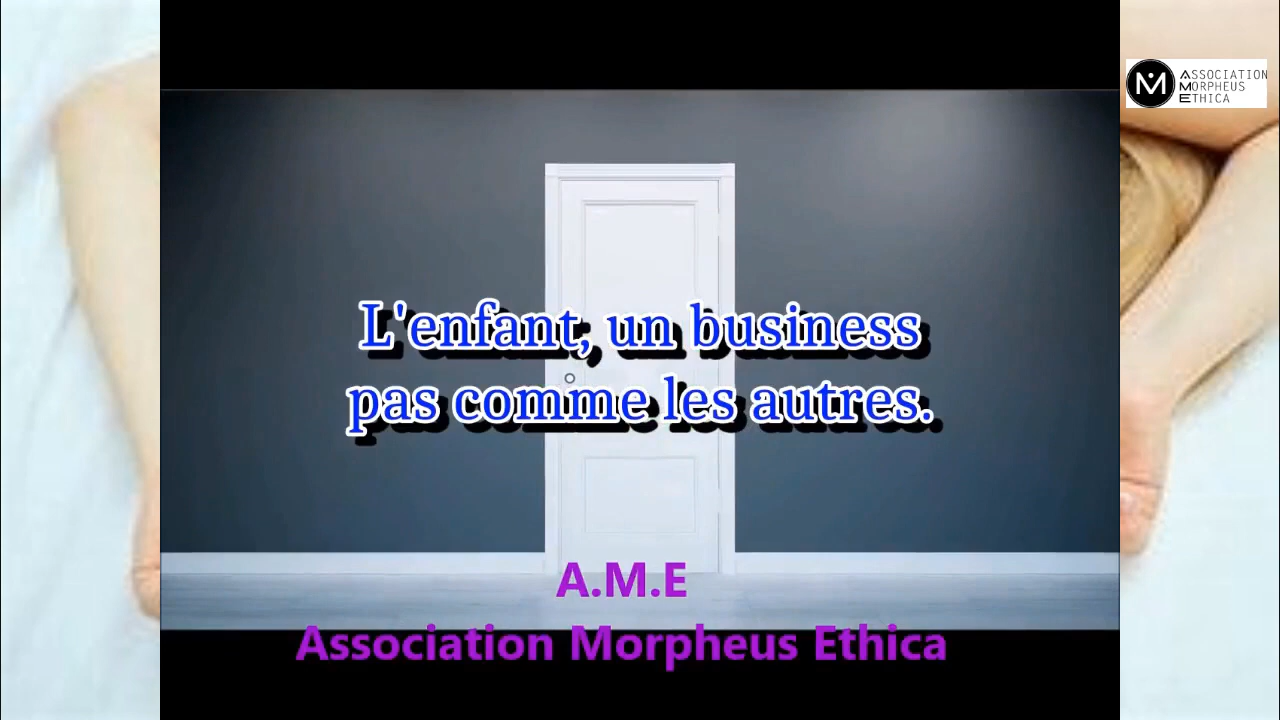 ASSOCIATION
MORPHEUS
ETHICA
L'enfant, un business
pas comme les autres.
A.M.E
Association Morpheus Ethica